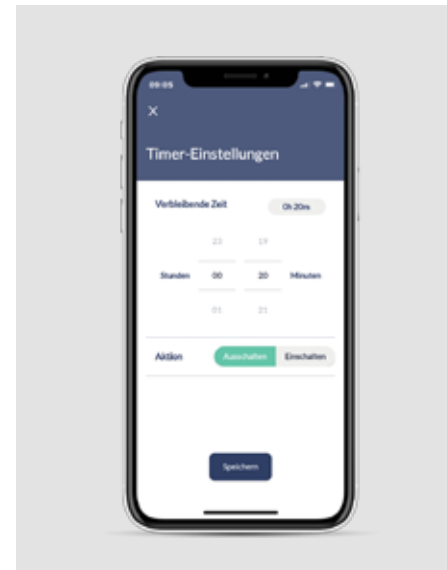 09:05
Timer-Einstellungen
Verbleibende Zeit 0h 20m
23 19
Stunden 00 20 Minuten
01 21
Aktion Ausschalten Einschalten
Speichern